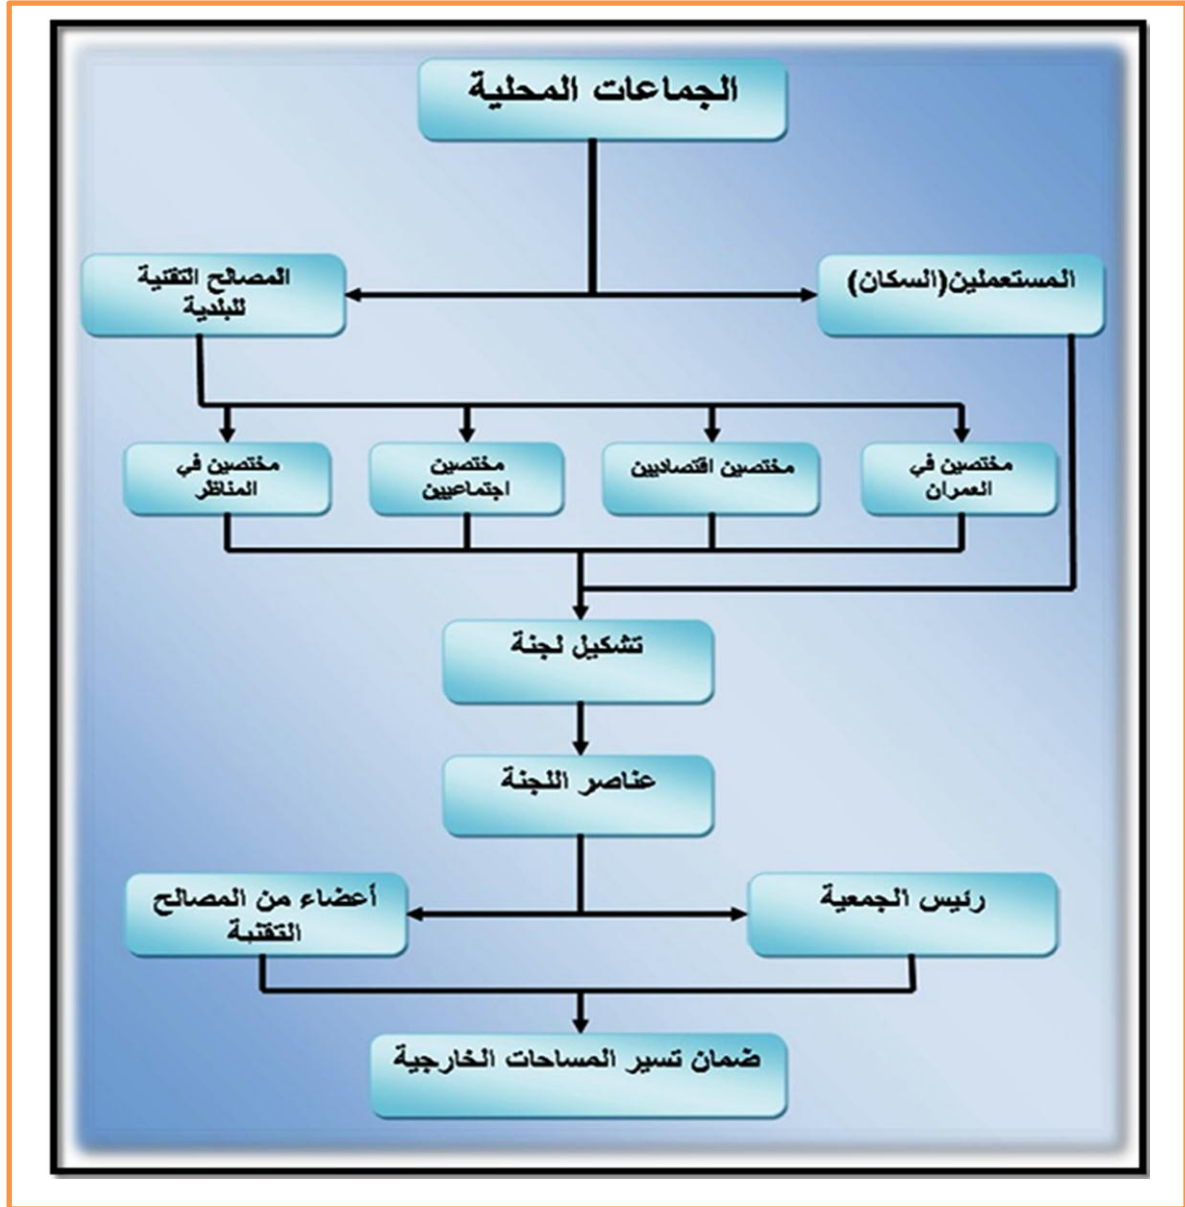 الجماعات المحلية
المستعملين(السكان)
المصالح التقنية
للبلدية
مختصين في
العمران
مختصين اقتصاديين
مختصين
اجتماعيين
مختصين في
المناظر
تشكيل لجنة
عناصر اللجنة
رئيس الجمعية
أعضاء من المصالح
التقنية
ضمان تسير المساحات الخارجية